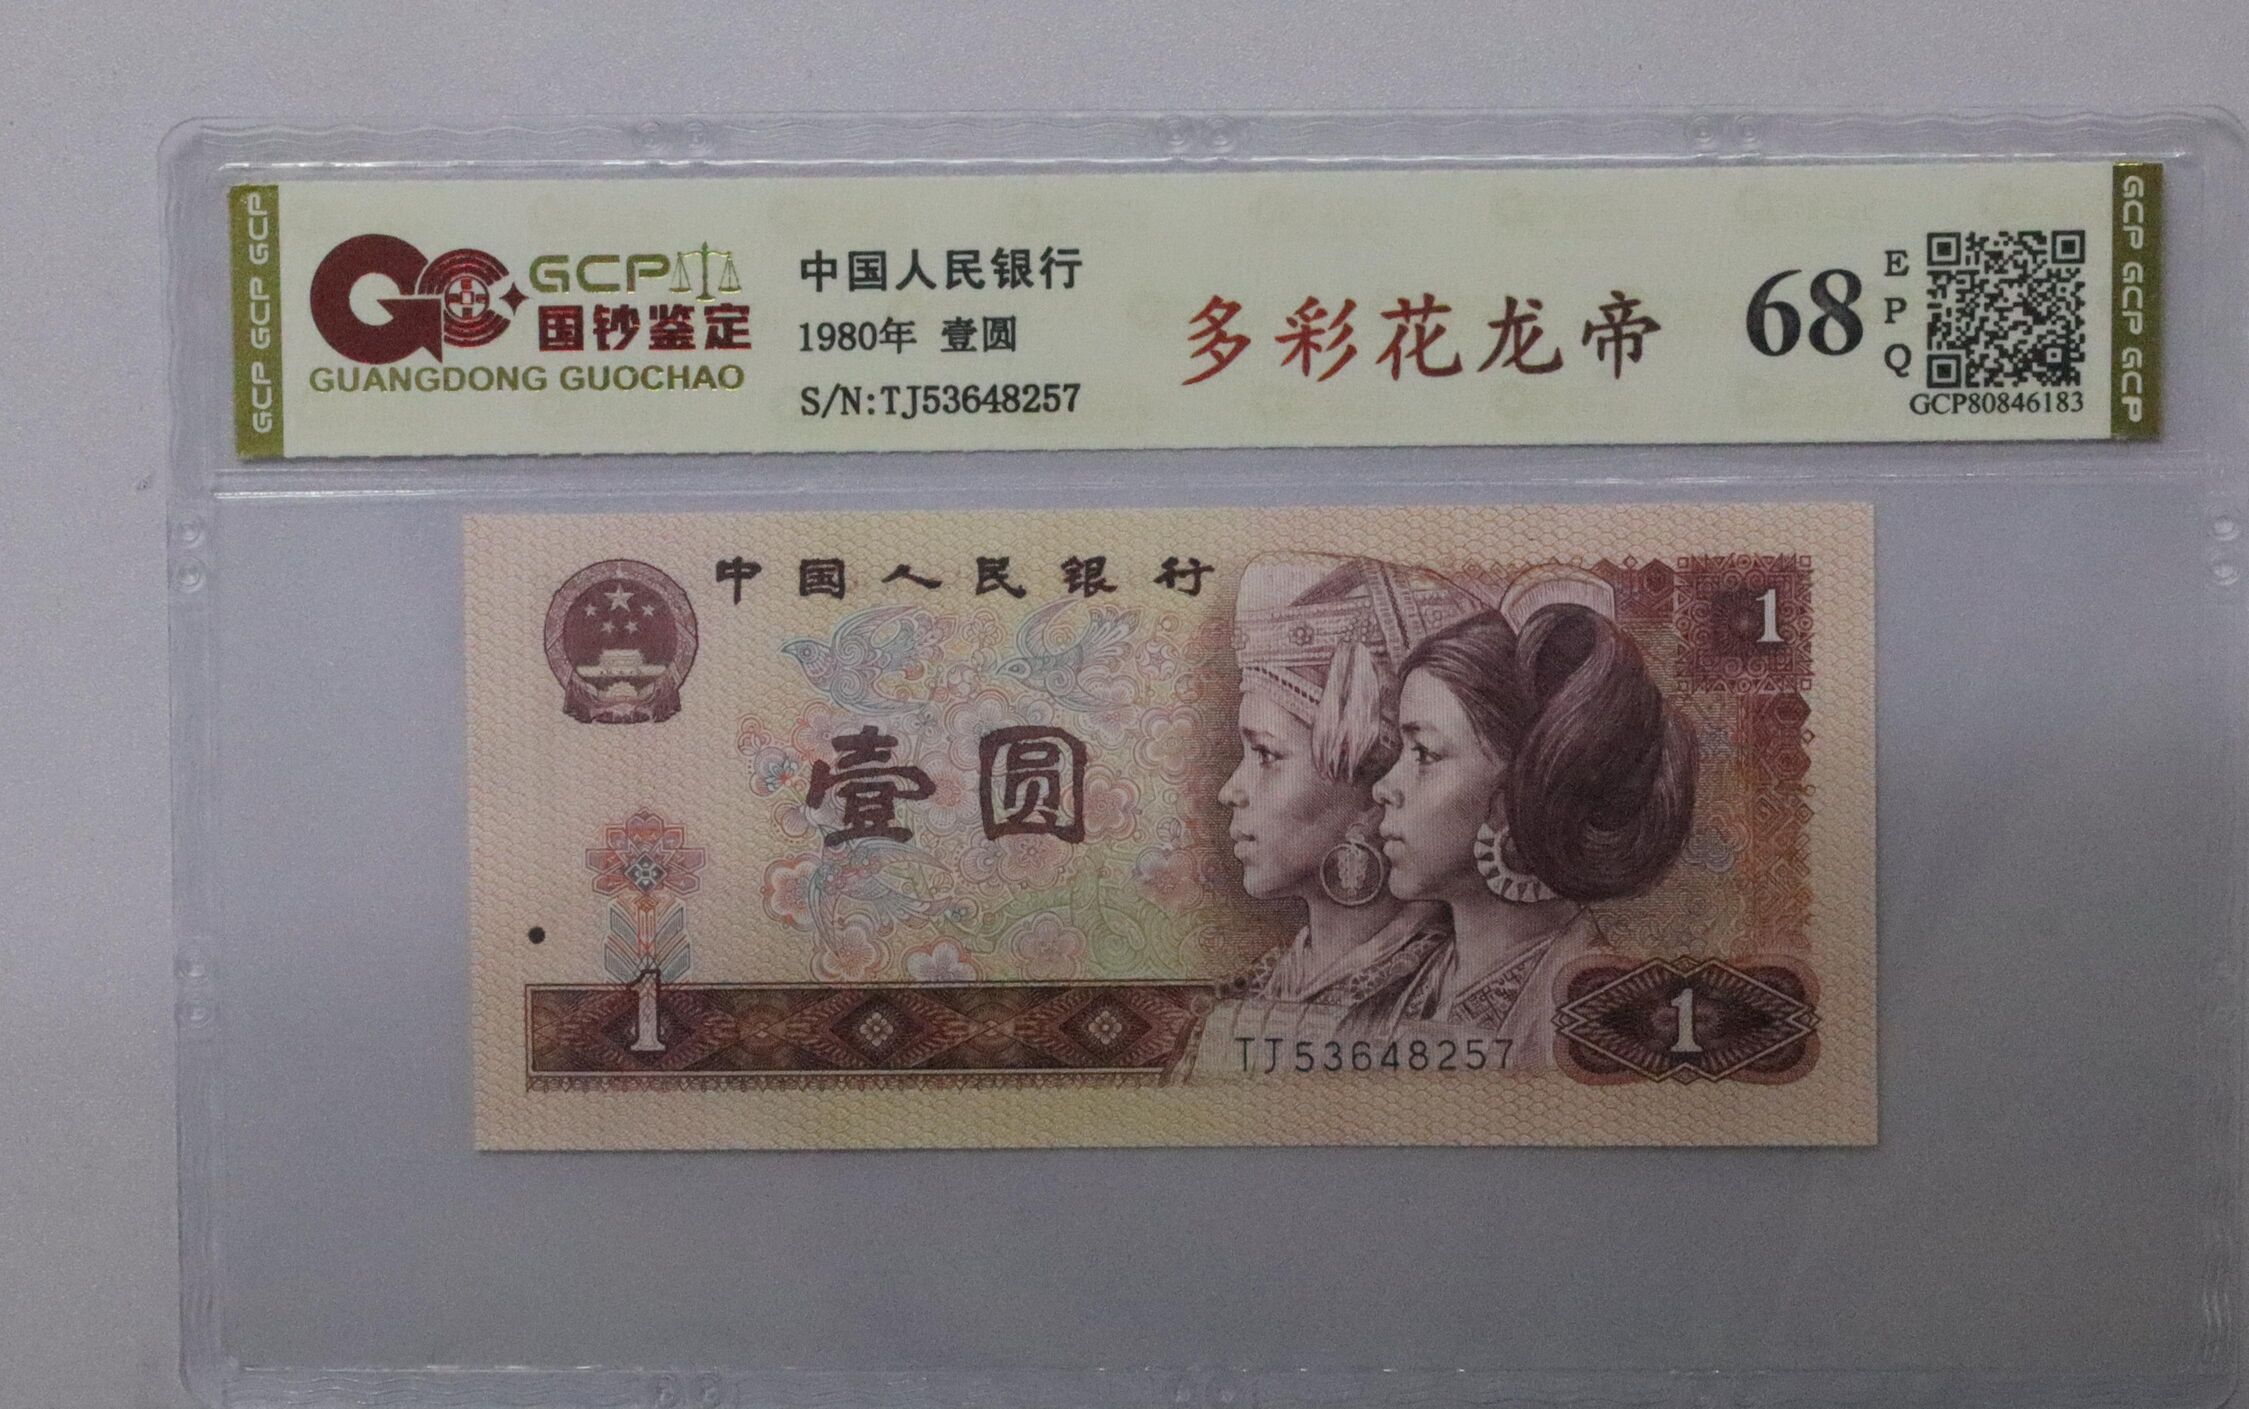 GCP GCP GCP
GCP
国钞鉴定
GUANGDONG GUOCHAO
中国人民银行
1980年 壹圆
S/N:TJ53648257
多彩花龙帝
68
E
P
Q
GCP80846183
GCP GCP GCP
中国人民银行
1
壹圆
1
TJ53648257
1